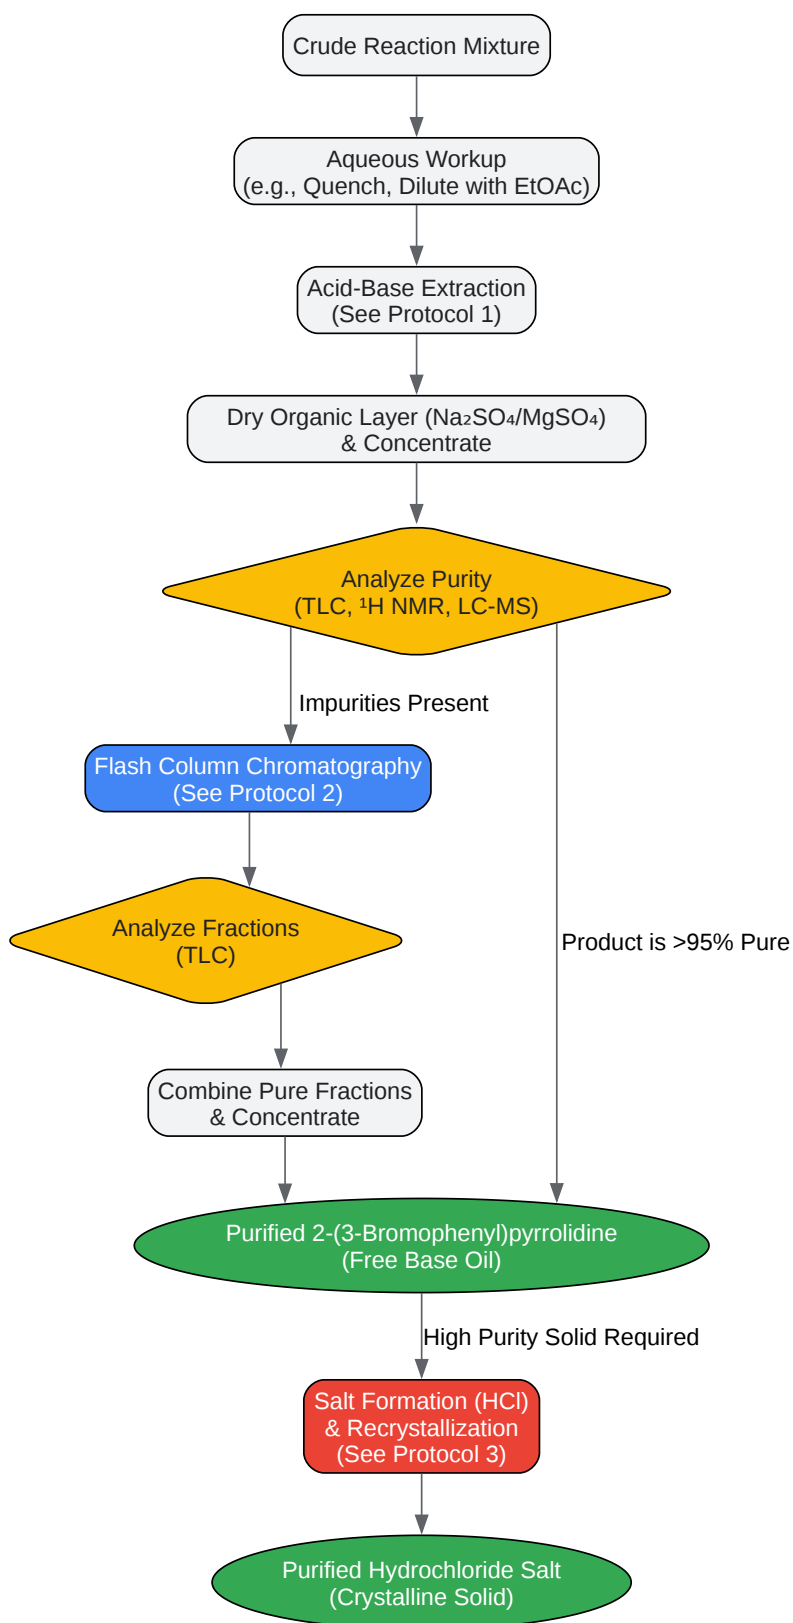 Crude Reaction Mixture
Aqueous Workup
(e.g., Quench, Dilute with EtOAc)
Acid-Base Extraction
(See Protocol 1)
Dry Organic Layer (Na₂SO₄/MgSO₄)
& Concentrate
Analyze Purity
(TLC, ¹H NMR, LC-MS)
Impurities Present
Flash Column Chromatography
(See Protocol 2)
Analyze Fractions
(TLC)
Product is >95% Pure
Combine Pure Fractions
& Concentrate
Purified 2-(3-Bromophenyl)pyrrolidine
(Free Base Oil)
High Purity Solid Required
Salt Formation (HCl)
& Recrystallization
(See Protocol 3)
Purified Hydrochloride Salt
(Crystalline Solid)